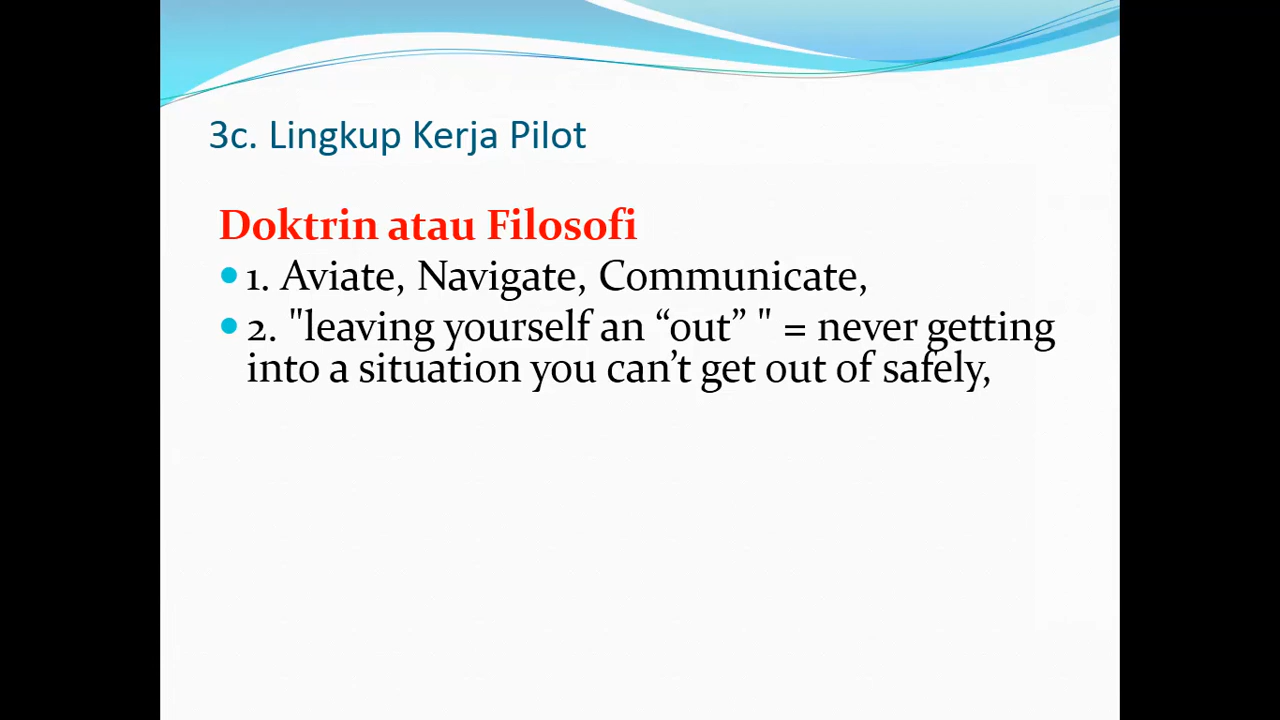 3c. Lingkup Kerja Pilot
Doktrin atau Filosofi
• 1. Aviate, Navigate, Communicate,
• 2. "leaving yourself an “out” " = never getting
into a situation you can’t get out of safely,